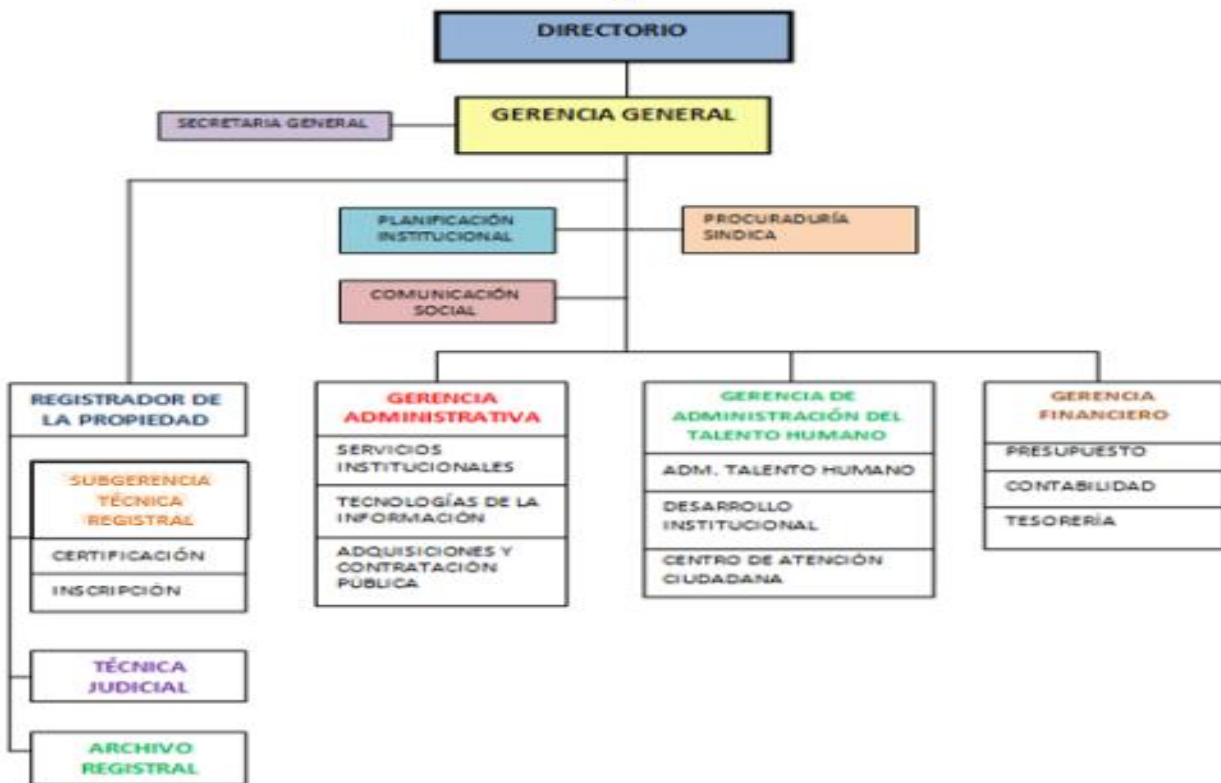 DIRECTORIO
GERENCIA GENERAL
SECRETARIA GENERAL
PLANIFICACIÓN
INSTITUCIONAL
PROCURADURÍA
SINDICA
COMUNICACIÓN
SOCIAL
REGISTRADOR DE
LA PROPIEDAD
SUBGERENCIA
TÉCNICA
REGISTRAL
CERTIFICACIÓN
INSCRIPCIÓN
TÉCNICA
JUDICIAL
ARCHIVO
REGISTRAL
GERENCIA
ADMINISTRATIVA
SERVICIOS
INSTITUCIONALES
TECNOLOGÍAS DE LA
INFORMACIÓN
ADQUISICIONES Y
CONTRATACIÓN
PÚBLICA
GERENCIA DE
ADMINISTRACIÓN DEL
TALENTO HUMANO
ADM. TALENTO HUMANO
DESARROLLO
INSTITUCIONAL
CENTRO DE ATENCIÓN
CIUDADANA
GERENCIA
FINANCIERO
PRESUPUESTO
CONTABILIDAD
TESORERÍA